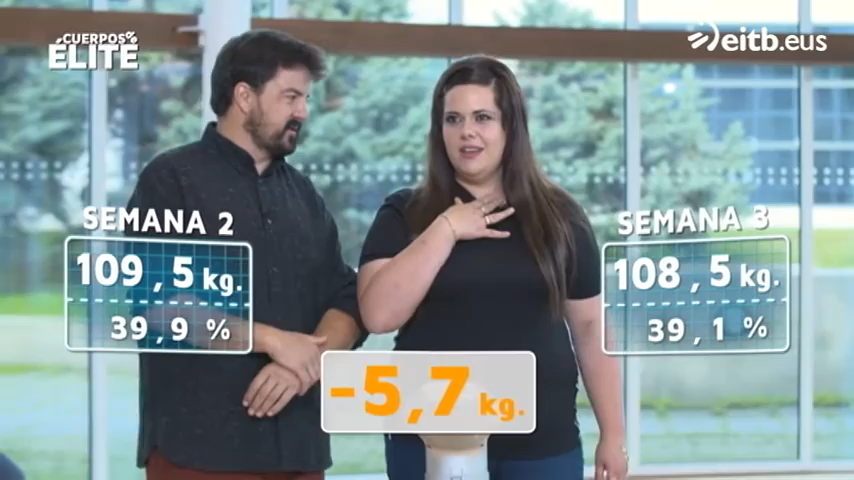 ¿CUERPOS%
ÉLITE
eitb.eus
SEMANA 2
109,5 kg.
39,9 %
SEMANA 3
108,5 kg.
39,1 %
-5,7 kg.